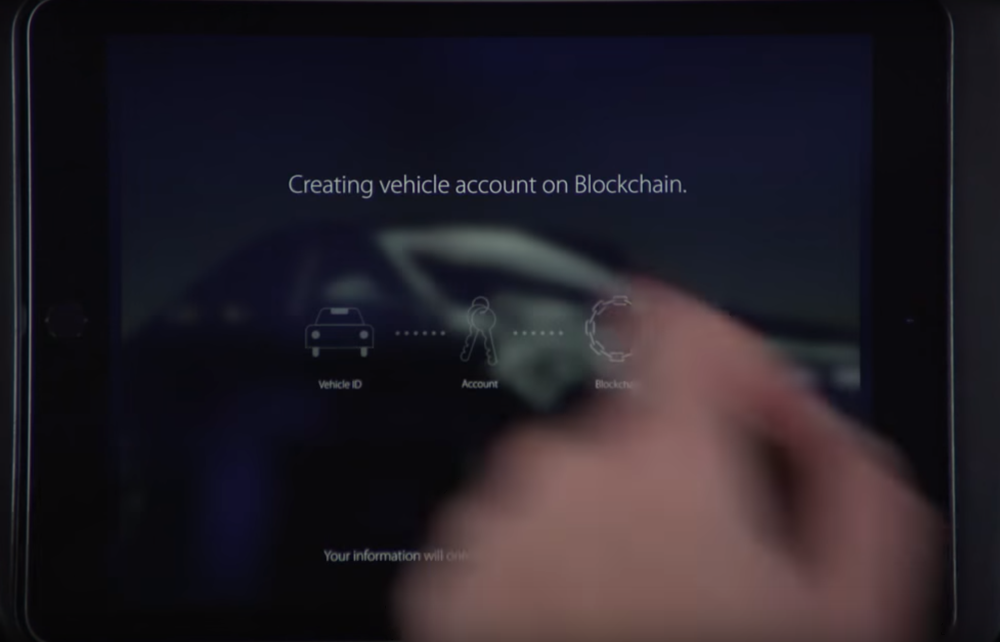 Creating vehicle account on Blockchain.
Vehicle ID
Account
Your information will